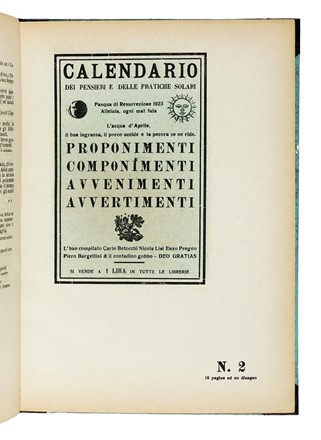 CALENDARIO
DEI PENSIERI E DELLE PRATICHE SOLARI
Pasqua di Resurrezione 1923
Alleluia, ogni mal fuia
L'acqua d'Aprile,
il bue ingrassa, il porco uccide e la pecora se ne ride.
PROPONIMENTI
COMPONIMENTI
AVVENIMENTI
AVVERTIMENTI
L'han compilato Carlo Betocchi Nicola Lisi Enzo Pregno
Piero Bargellini & il contadino gobbo - DEO GRATIAS
SI VENDE A 1 LIRA IN TUTTE LE LIBRERIE
N. 2
16 pagine ed un disegno